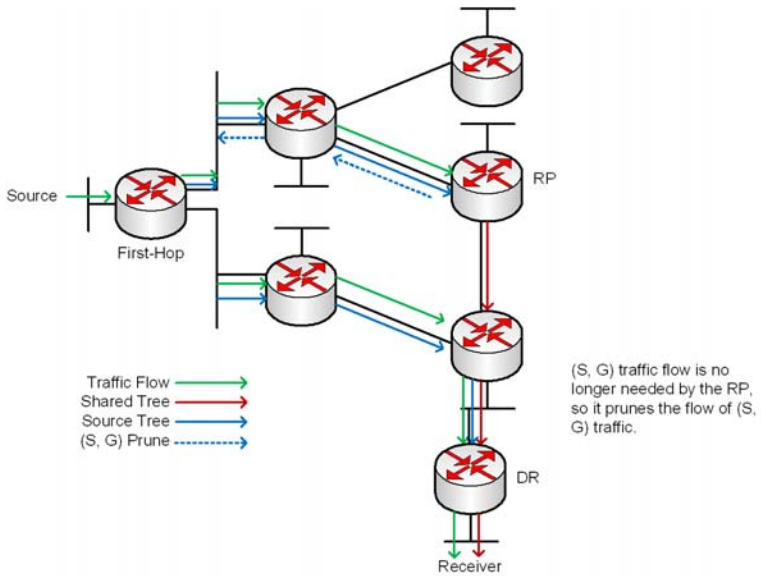 RP
Source
First-Hop
Traffic Flow
Shared Tree
Source Tree
(S, G) Prune
(S, G) traffic flow is no
longer needed by the RP,
so it prunes the flow of (S,
G) traffic.
DR
Receiver